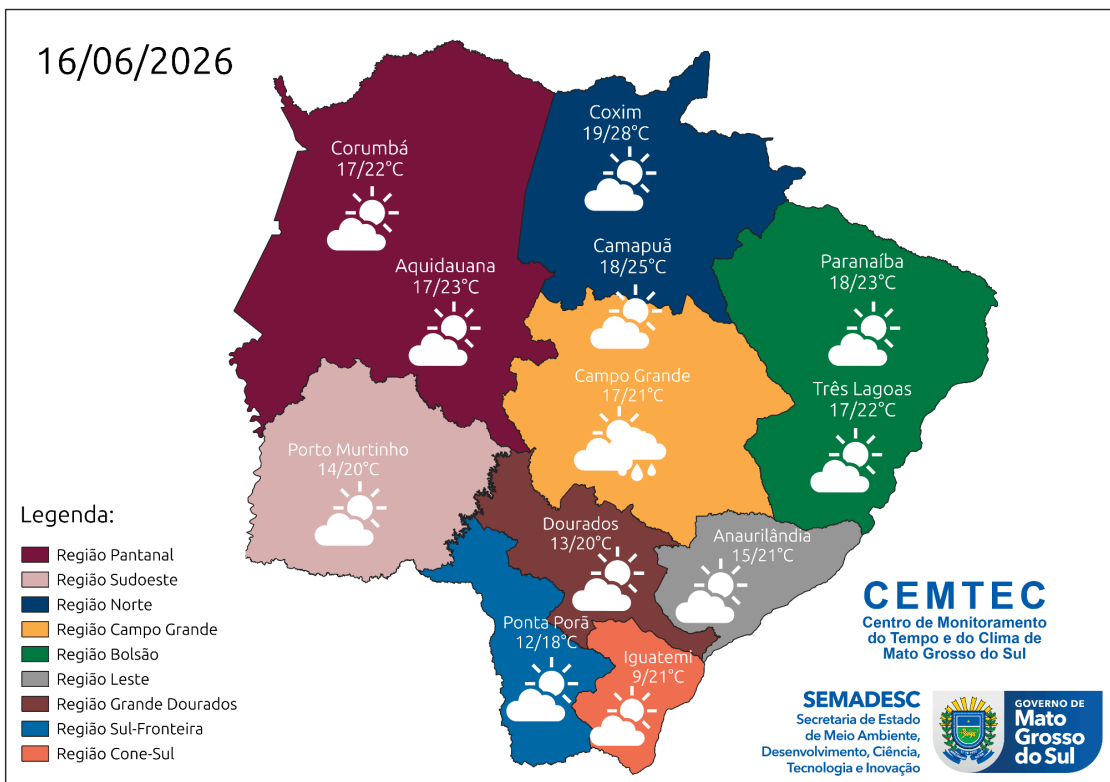 16/06/2026
Coxim
19/28°C
Corumbá
17/22°C
Camapuã
18/25°C
Aquidauana
17/23°C
Paranaíba
18/23°C
Campo Grande
17/21°C
Três Lagoas
17/22°C
Porto Murtinho
14/20°C
Dourados
13/20°C
Anaurilândia
15/21°C
Ponta Porã
12/18°C
Iguatemi
9/21°C
Legenda:
Região Pantanal
Região Sudoeste
Região Norte
Região Campo Grande
Região Bolsão
Região Leste
Região Grande Dourados
Região Sul-Fronteira
Região Cone-Sul
CEMTEC
Centro de Monitoramento
do Tempo e do Clima de
Mato Grosso do Sul
SEMADESC
Secretaria de Estado
de Meio Ambiente,
Desenvolvimento, Ciência,
Tecnologia e Inovação
GOVERNO DE
Mato
Grosso
do Sul